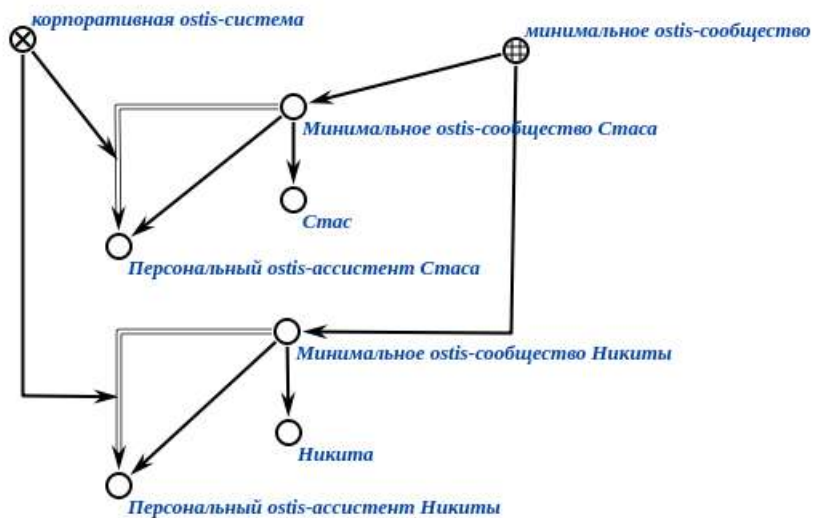 корпоративная ostis-система
минимальное ostis-сообщество
Минимальное ostis-сообщество Стаса
Стас
Персональный ostis-ассистент Стаса
Минимальное ostis-сообщество Никиты
Никита
Персональный ostis-ассистент Никиты